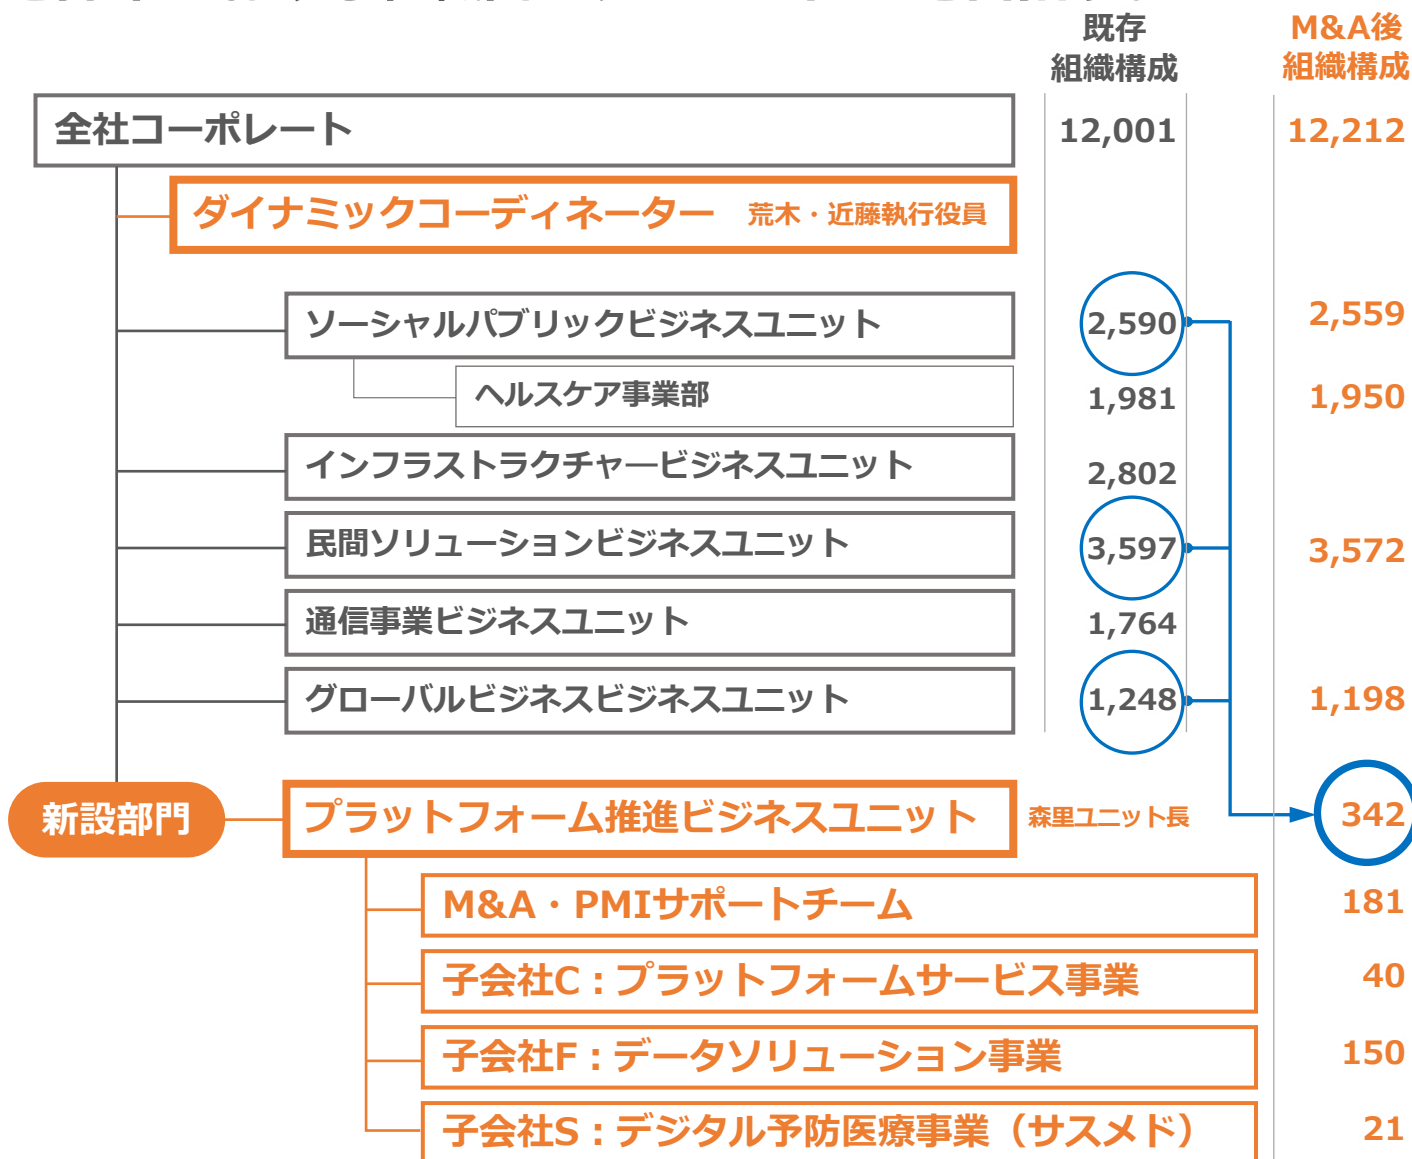 既存
組織構成
M&A後
組織構成
全社コーポレート 12,001 12,212
ダイナミックコーディネーター 荒木・近藤執行役員
ソーシャルパブリックビジネスユニット 2,590 2,559
ヘルスケア事業部 1,981 1,950
インフラストラクチャービジネスユニット 2,802
民間ソリューションビジネスユニット 3,597 3,572
通信事業ビジネスユニット 1,764
グローバルビジネスビジネスユニット 1,248 1,198
新設部門 プラットフォーム推進ビジネスユニット 森里ユニット長 342
M&A・PMIサポートチーム 181
子会社C:プラットフォームサービス事業 40
子会社F:データソリューション事業 150
子会社S:デジタル予防医療事業(サスメド) 21